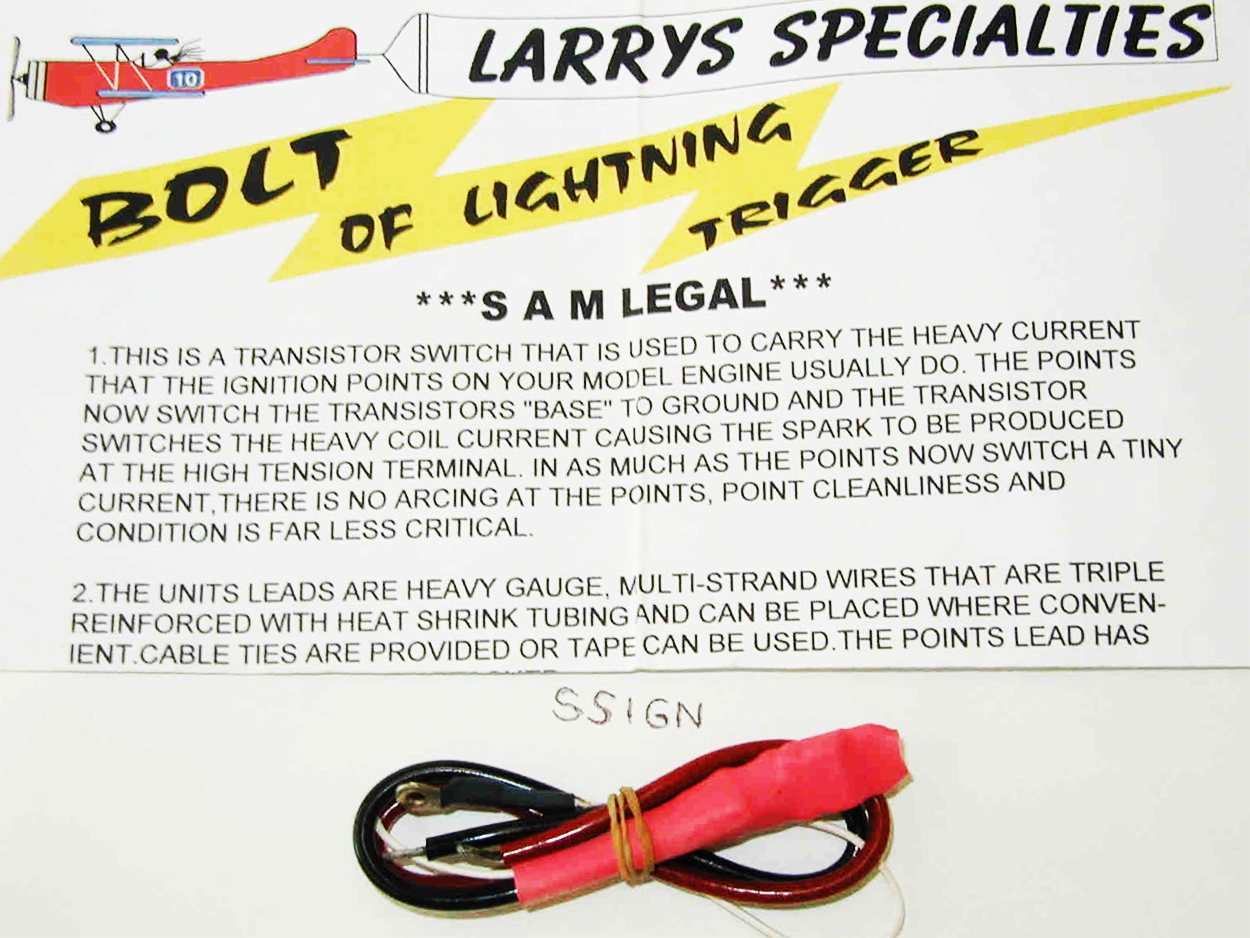 LARRYS SPECIALTIES
10
BOLT
OF LIGHTNING
TRIGGER
***S A M LEGAL***
1.THIS IS A TRANSISTOR SWITCH THAT IS USED TO CARRY THE HEAVY CURRENT
THAT THE IGNITION POINTS ON YOUR MODEL ENGINE USUALLY DO. THE POINTS
NOW SWITCH THE TRANSISTORS "BASE" TO GROUND AND THE TRANSISTOR
SWITCHES THE HEAVY COIL CURRENT CAUSING THE SPARK TO BE PRODUCED
AT THE HIGH TENSION TERMINAL. IN AS MUCH AS THE POINTS NOW SWITCH A TINY
CURRENT,THERE IS NO ARCING AT THE POINTS, POINT CLEANLINESS AND
CONDITION IS FAR LESS CRITICAL.
2.THE UNITS LEADS ARE HEAVY GAUGE, MULTI-STRAND WIRES THAT ARE TRIPLE
REINFORCED WITH HEAT SHRINK TUBING AND CAN BE PLACED WHERE CONVEN-
IENT.CABLE TIES ARE PROVIDED OR TAPE CAN BE USED.THE POINTS LEAD HAS
SSIGN